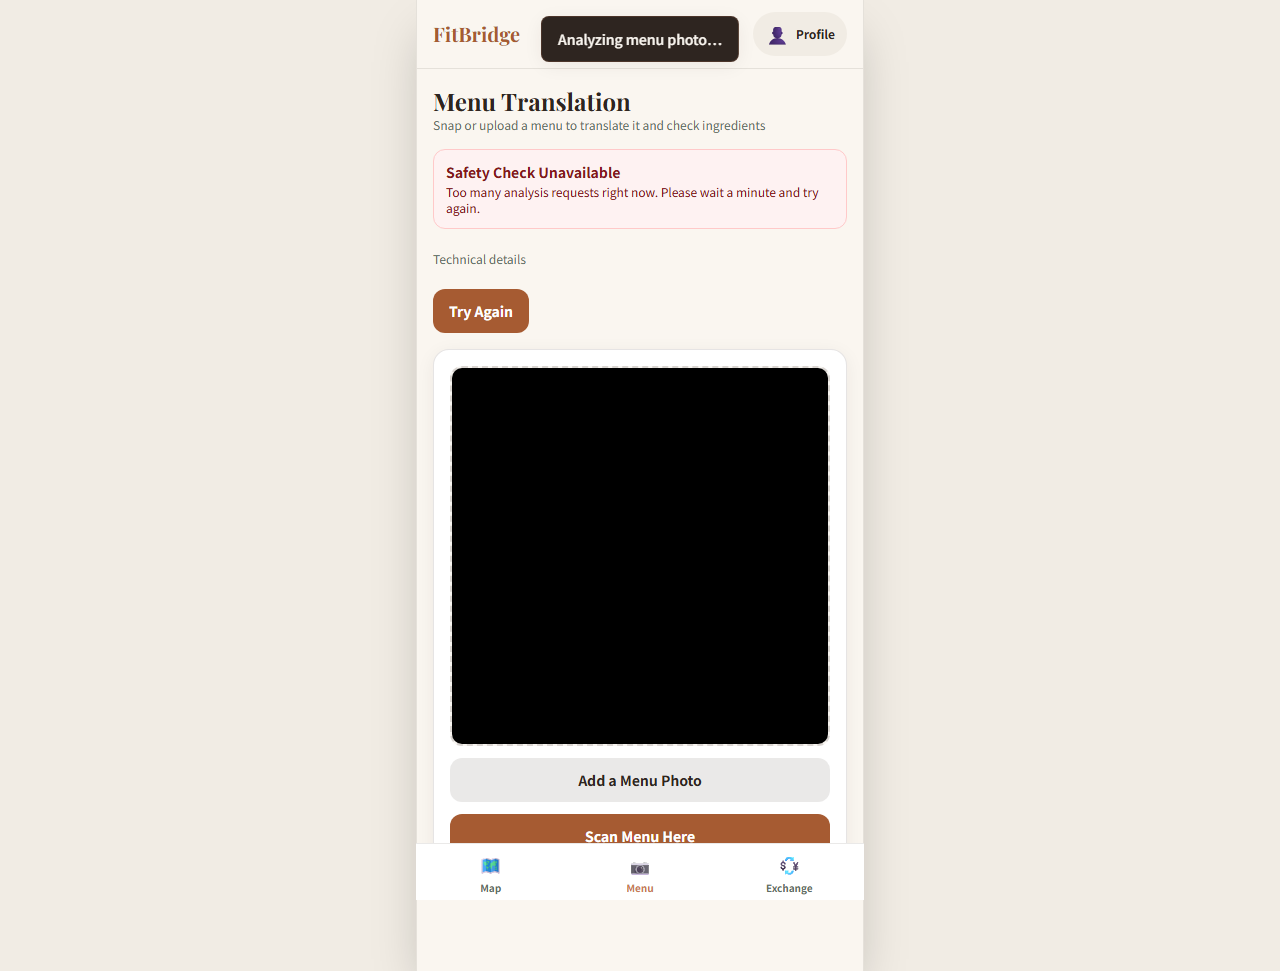 FitBridge
Analyzing menu photo…
Profile
Menu Translation
Snap or upload a menu to translate it and check ingredients
Safety Check Unavailable
Too many analysis requests right now. Please wait a minute and try
again.
Technical details
Try Again
Add a Menu Photo
Scan Menu Here
Map
Menu
$ ¥
Exchange